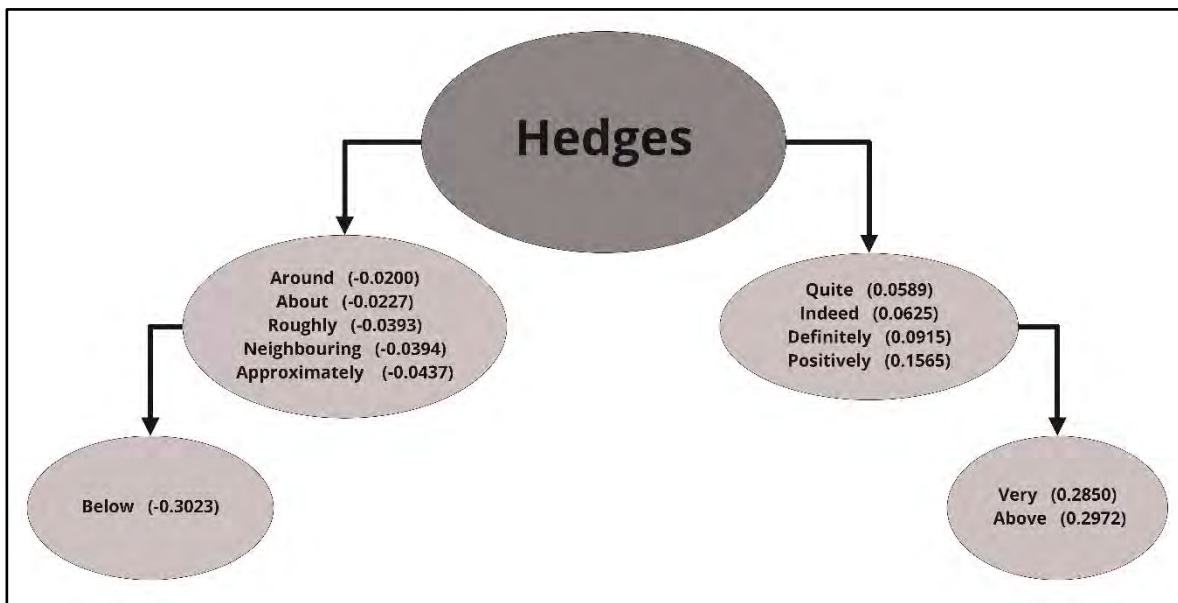 Hedges
Around (-0.0200)
About (-0.0227)
Roughly (-0.0393)
Neighbouring (-0.0394)
Approximately (-0.0437)
Quite (0.0589)
Indeed (0.0625)
Definitely (0.0915)
Positively (0.1565)
Below (-0.3023)
Very (0.2850)
Above (0.2972)